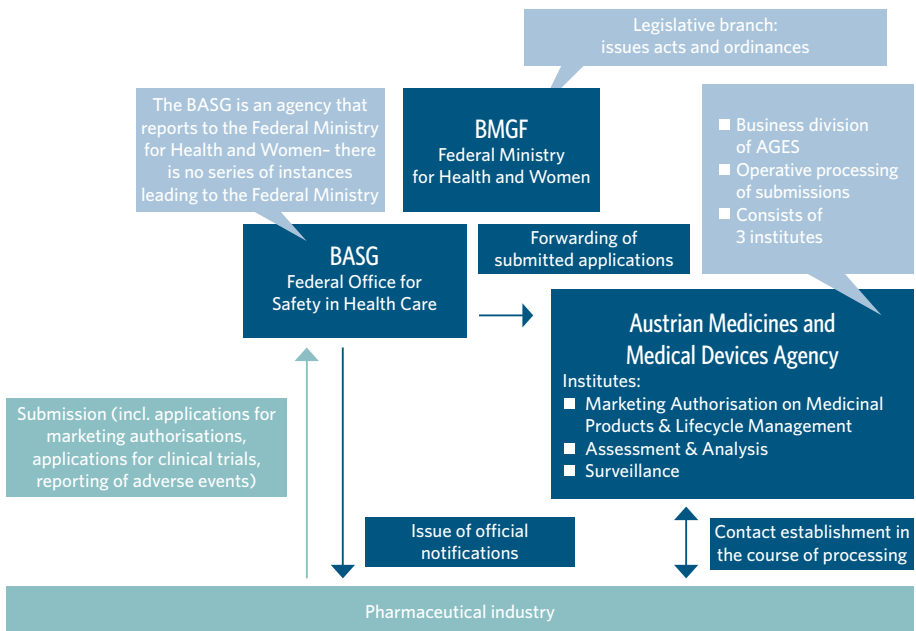 Legislative branch:
issues acts and ordinances
The BASG is an agency that
reports to the Federal Ministry
for Health and Women– there
is no series of instances
leading to the Federal Ministry
BMGF
Federal Ministry
for Health and Women
■ Business division
of AGES
■ Operative processing
of submissions
■ Consists of
3 institutes
BASG
Federal Office for
Safety in Health Care
Forwarding of
submitted applications
Austrian Medicines and
Medical Devices Agency
Institutes:
■ Marketing Authorisation on Medicinal
Products & Lifecycle Management
■ Assessment & Analysis
■ Surveillance
Submission (incl. applications for
marketing authorisations,
applications for clinical trials,
reporting of adverse events)
Issue of official
notifications
Contact establishment in
the course of processing
Pharmaceutical industry